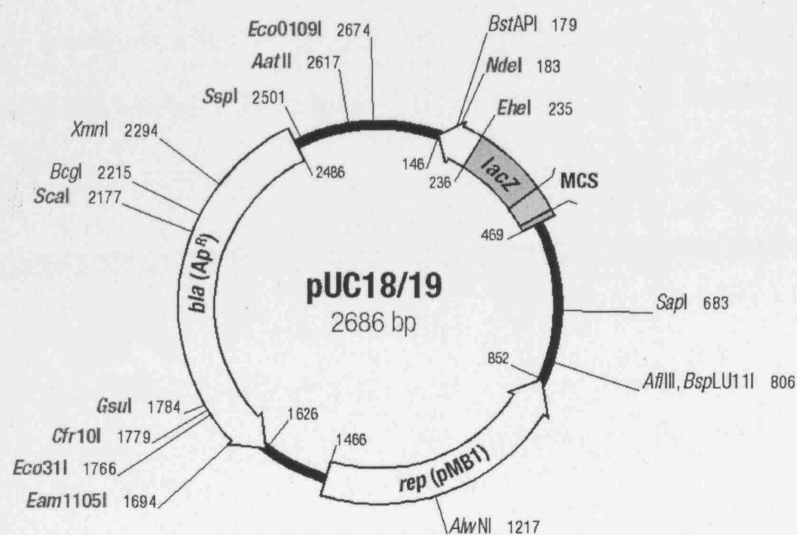 Eco0109I 2674
AatII 2617
SspI 2501
XmnI 2294
BcgI 2215
ScaI 2177
BstAPI 179
NdeI 183
EheI 235
MCS
lacZ
146
236
469
2486
bla (Ap^R)
pUC18/19
2686 bp
SapI 683
852
AflIII, BspLU11I 806
GsuI 1784
Cfr10I 1779
Eco31I 1766
Eam1105I 1694
1626
1466
rep (pMB1)
AlwNI 1217